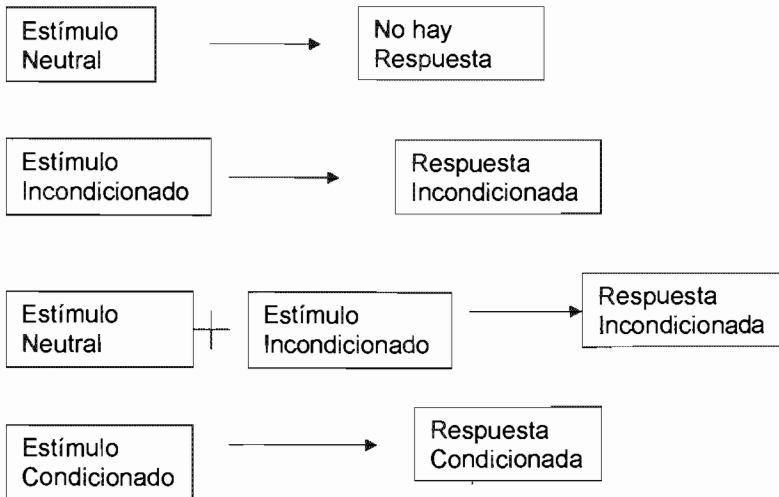 Estímulo
Neutral
No hay
Respuesta
Estímulo
Incondicionado
Respuesta
Incondicionada
Estímulo
Neutral
+
Estímulo
Incondicionado
Respuesta
Incondicionada
Estímulo
Condicionado
Respuesta
Condicionada